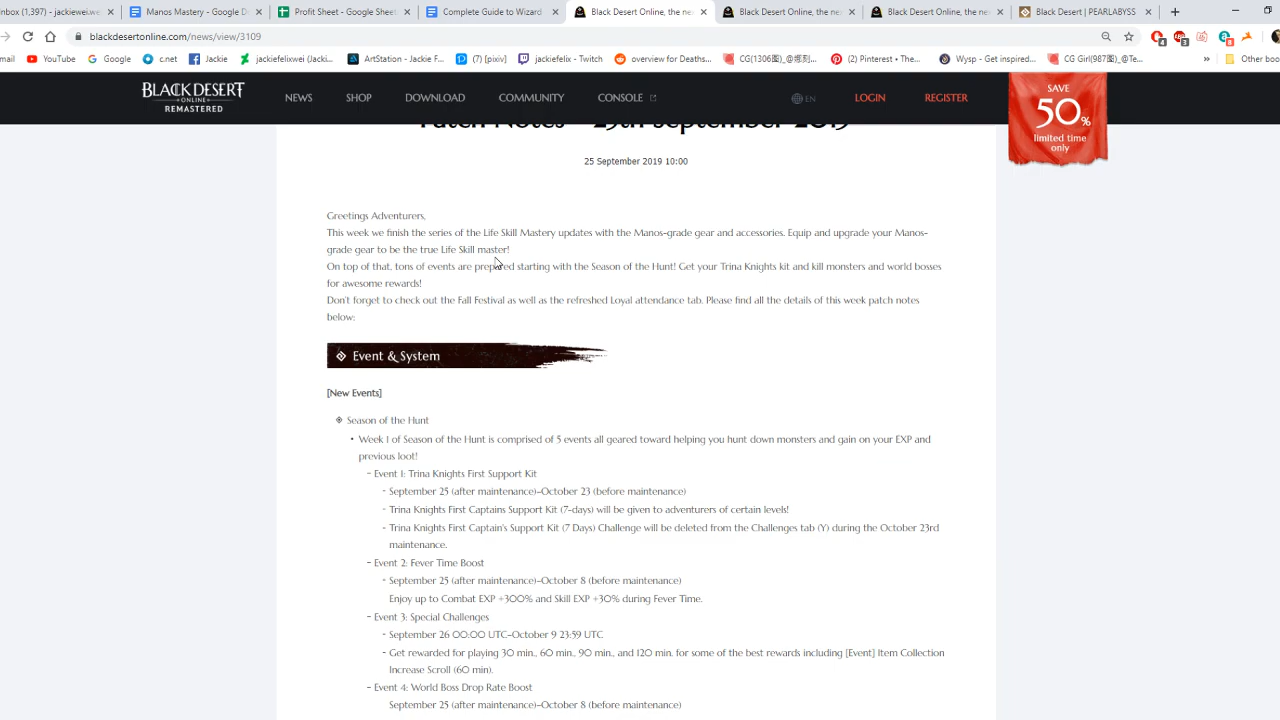 nbox (1,397) - jackiewei.we
Manos Mastery - Google D
Profit Sheet - Google Sheet
Complete Guide to Wizard
Black Desert Online, the ne
Black Desert Online, the ne
Black Desert Online, the ne
Black Desert | PEARLABYSS
blackdesertonline.com/news/view/3109
mail
YouTube
Google
c.net
Jackie
jackiefelixwei (Jacki...
ArtStation - Jackie F...
(7) [pixiv]
jackiefelix - Twitch
overview for Deaths...
(2) Pinterest • The...
Wysp - Get inspired...
Other boo
BLACK DESERT
ONLINE
REMASTERED
NEWS
SHOP
DOWNLOAD
COMMUNITY
CONSOLE
EN
LOGIN
REGISTER
SAVE
50%
limited time
only
Patch Notes - 25th September 2019
25 September 2019 10:00
Greetings Adventurers,
This week we finish the series of the Life Skill Mastery updates with the Manos-grade gear and accessories. Equip and upgrade your Manos-
grade gear to be the true Life Skill master!
On top of that, tons of events are prepared starting with the Season of the Hunt! Get your Trina Knights kit and kill monsters and world bosses
for awesome rewards!
Don't forget to check out the Fall Festival as well as the refreshed Loyal attendance tab. Please find all the details of this week patch notes
below:
Event & System
[New Events]
Season of the Hunt
• Week 1 of Season of the Hunt is comprised of 5 events all geared toward helping you hunt down monsters and gain on your EXP and
previous loot!
- Event 1: Trina Knights First Support Kit
- September 25 (after maintenance)-October 23 (before maintenance)
- Trina Knights First Captains Support Kit (7-days) will be given to adventurers of certain levels!
- Trina Knights First Captain's Support Kit (7 Days) Challenge will be deleted from the Challenges tab (Y) during the October 23rd
maintenance.
- Event 2: Fever Time Boost
- September 25 (after maintenance)-October 8 (before maintenance)
Enjoy up to Combat EXP +300% and Skill EXP +30% during Fever Time.
- Event 3: Special Challenges
- September 26 00:00 UTC-October 9 23:59 UTC
- Get rewarded for playing 30 min., 60 min., 90 min., and 120 min. for some of the best rewards including [Event] Item Collection
Increase Scroll (60 min).
- Event 4: World Boss Drop Rate Boost
September 25 (after maintenance)-October 8 (before maintenance)